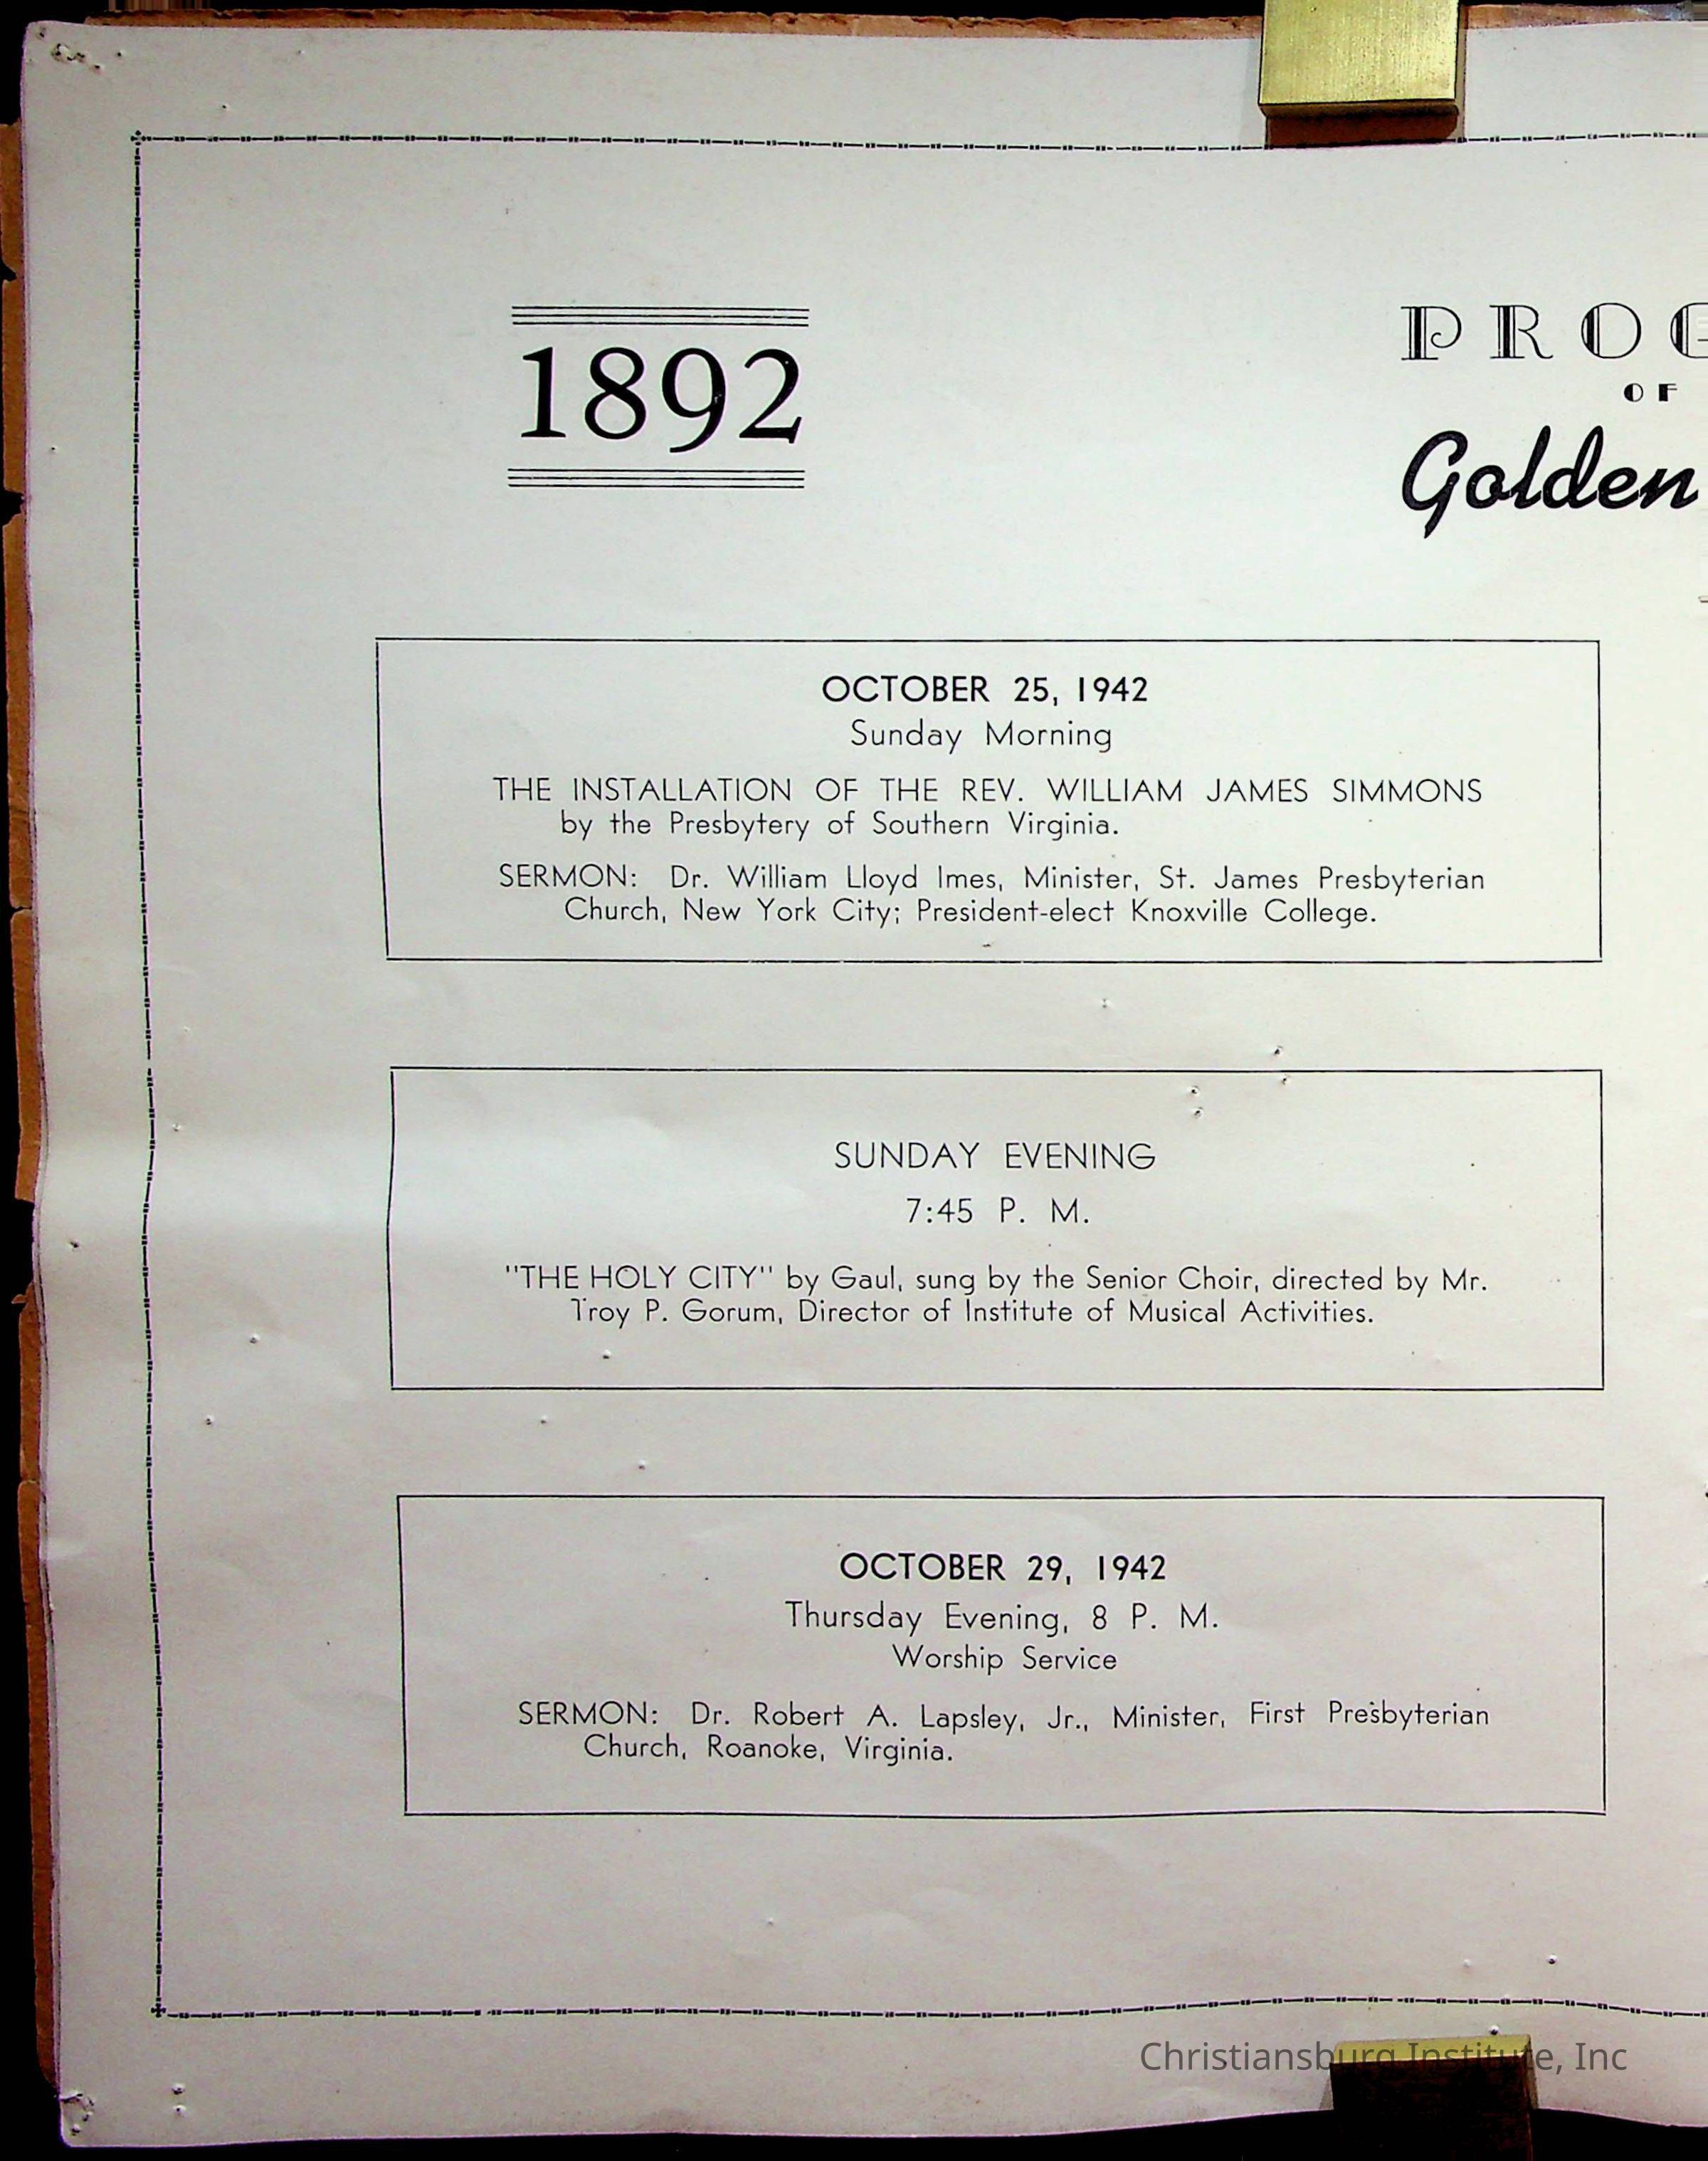 1892
PROG
OF
Golden
OCTOBER 25, 1942
Sunday Morning
THE INSTALLATION OF THE REV. WILLIAM JAMES SIMMONS
by the Presbytery of Southern Virginia.
SERMON: Dr. William Lloyd Imes, Minister, St. James Presbyterian
Church, New York City; President-elect Knoxville College.
SUNDAY EVENING
7:45 P. M.
"THE HOLY CITY" by Gaul, sung by the Senior Choir, directed by Mr.
Troy P. Gorum, Director of Institute of Musical Activities.
OCTOBER 29, 1942
Thursday Evening, 8 P. M.
Worship Service
SERMON: Dr. Robert A. Lapsley, Jr., Minister, First Presbyterian
Church, Roanoke, Virginia.
Christiansburg Institute, Inc